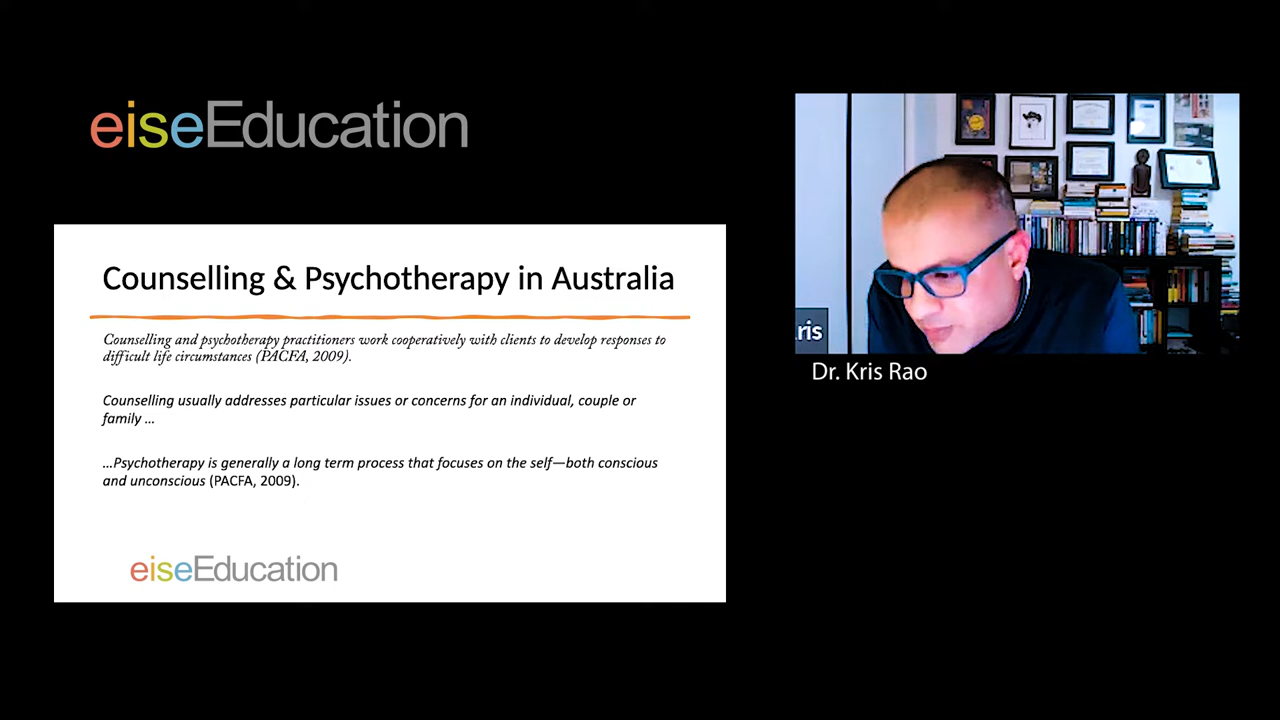 eiseEducation
Counselling & Psychotherapy in Australia
Counselling and psychotherapy practitioners work cooperatively with clients to develop responses to
difficult life circumstances (PACFA, 2009).
Counselling usually addresses particular issues or concerns for an individual, couple or
family ...
...Psychotherapy is generally a long term process that focuses on the self—both conscious
and unconscious (PACFA, 2009).
eiseEducation
ris
Dr. Kris Rao